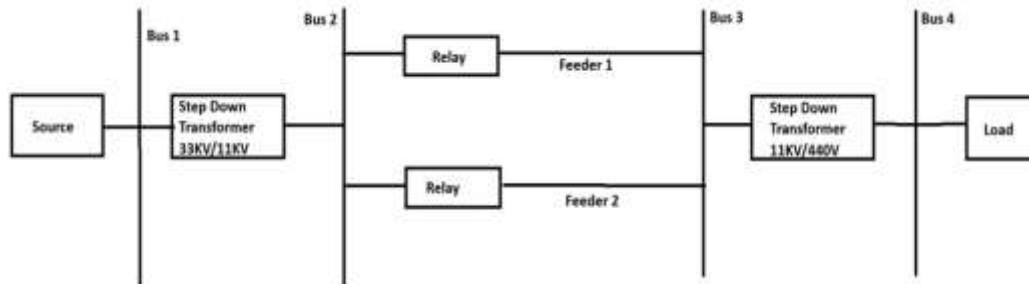 Bus 1
Bus 2
Bus 3
Bus 4
Relay
Feeder 1
Source
Step Down
Transformer
33KV/11KV
Step Down
Transformer
11KV/440V
Load
Relay
Feeder 2